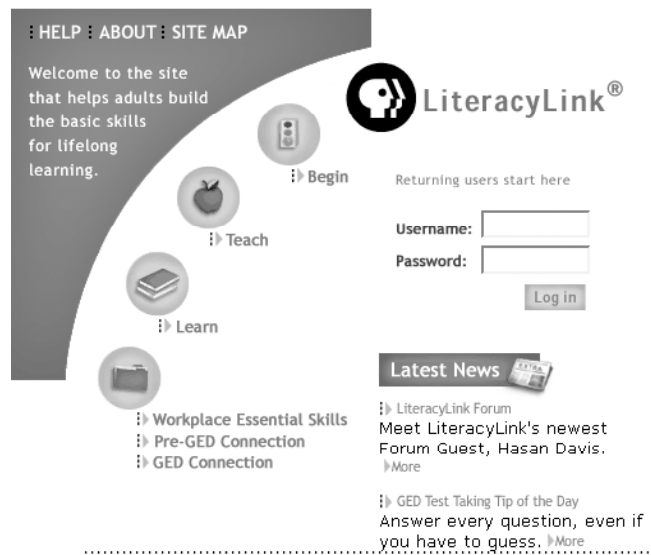 HELP ABOUT SITE MAP
Welcome to the site
that helps adults build
the basic skills
for lifelong
learning.
LiteracyLink®
Begin
Teach
Learn
Workplace Essential Skills
Pre-GED Connection
GED Connection
Returning users start here
Username:
Password:
Log in
Latest News
EXTRA
LiteracyLink Forum
Meet LiteracyLink's newest
Forum Guest, Hasan Davis.
More
GED Test Taking Tip of the Day
Answer every question, even if
you have to guess. More